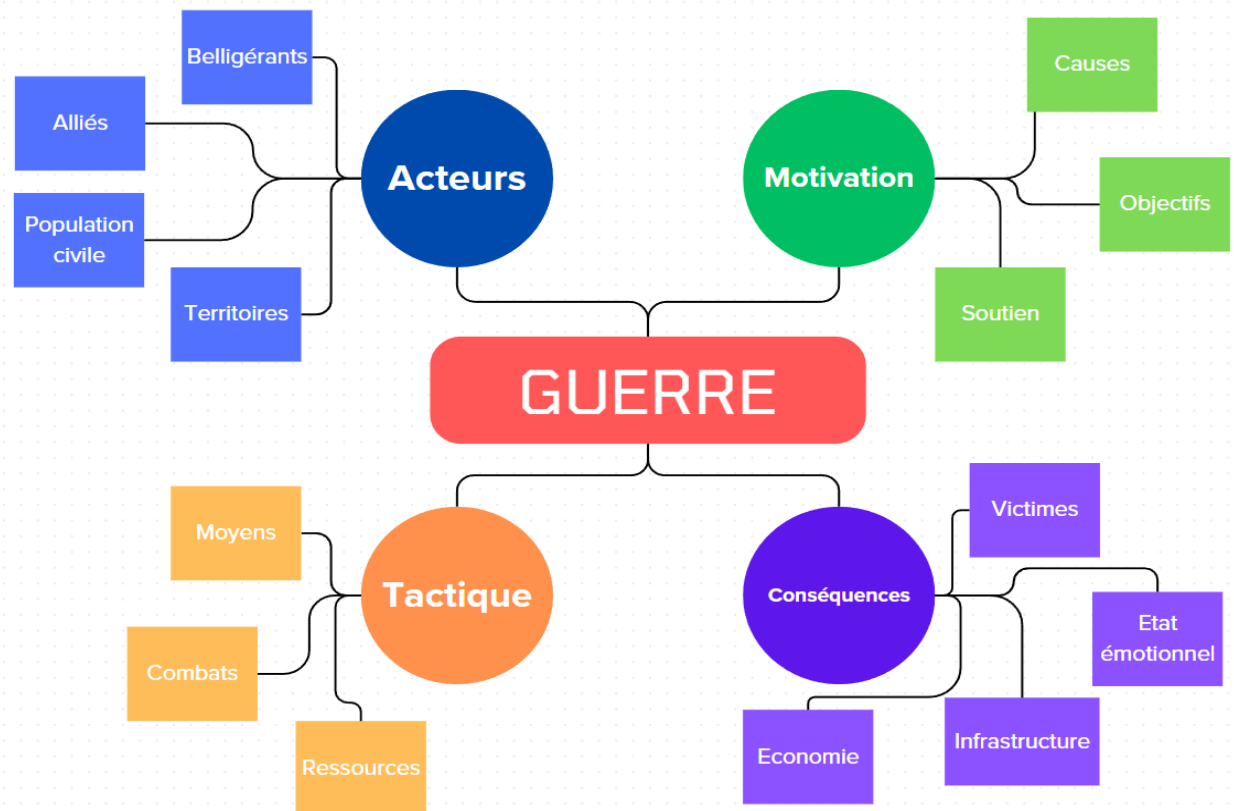 Belligérants
Alliés
Population
civile
Territoires
Acteurs
Motivation
Causes
Objectifs
Soutien
GUERRE
Moyens
Combats
Ressources
Tactique
Conséquences
Victimes
Etat
émotionnel
Infrastructure
Economie